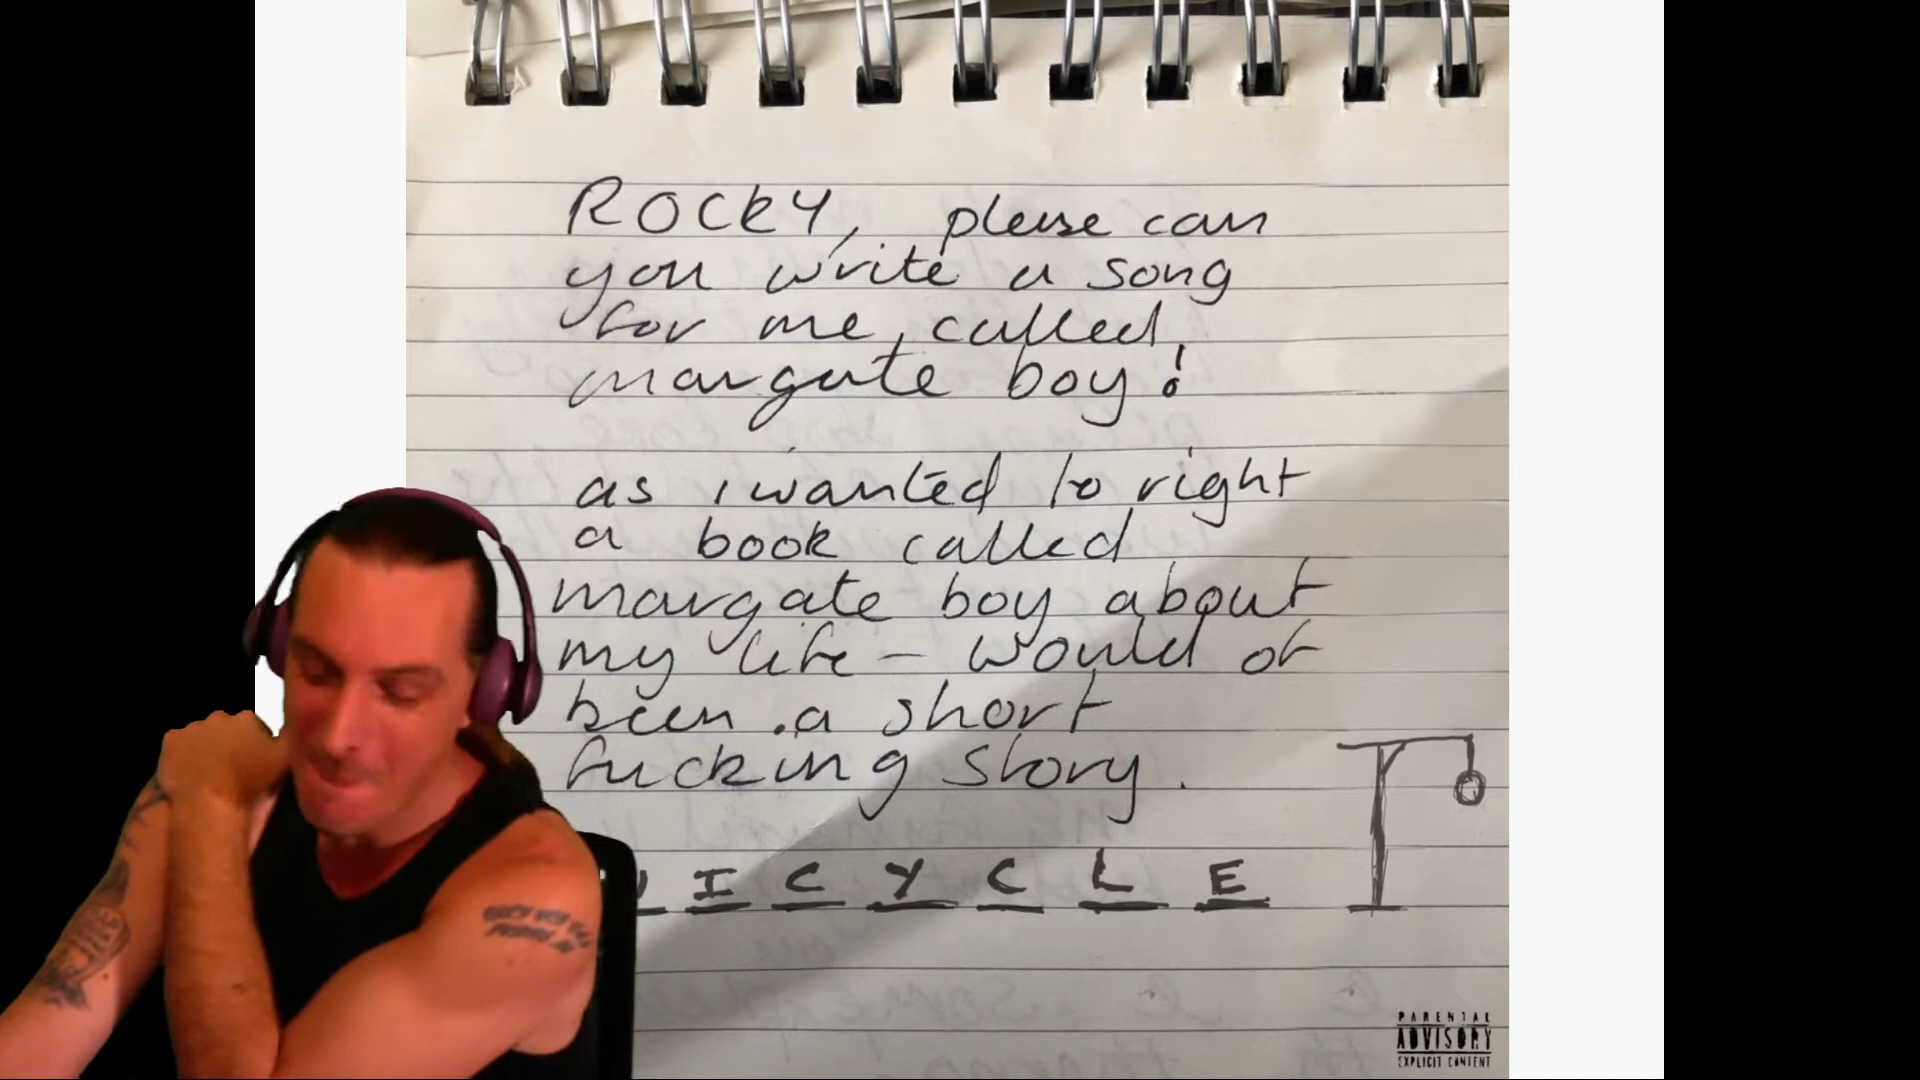 ROCKY, please can
you write a song
for me, called
margate boy!
as i wanted to right
a book called
margate boy about
my life – would of
been . a short
fucking story .
I C Y C L E
PARENTAL
ADVISORY
EXPLICIT CONTENT